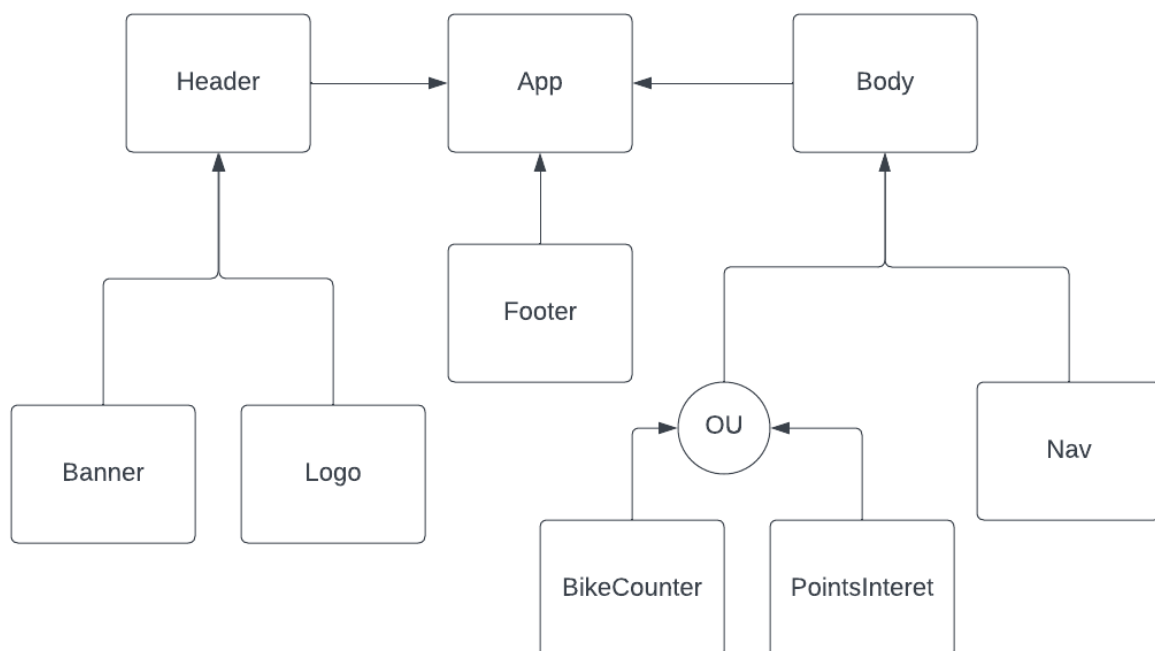 Header
App
Body
Footer
OU
Nav
Banner
Logo
BikeCounter
PointsInteret